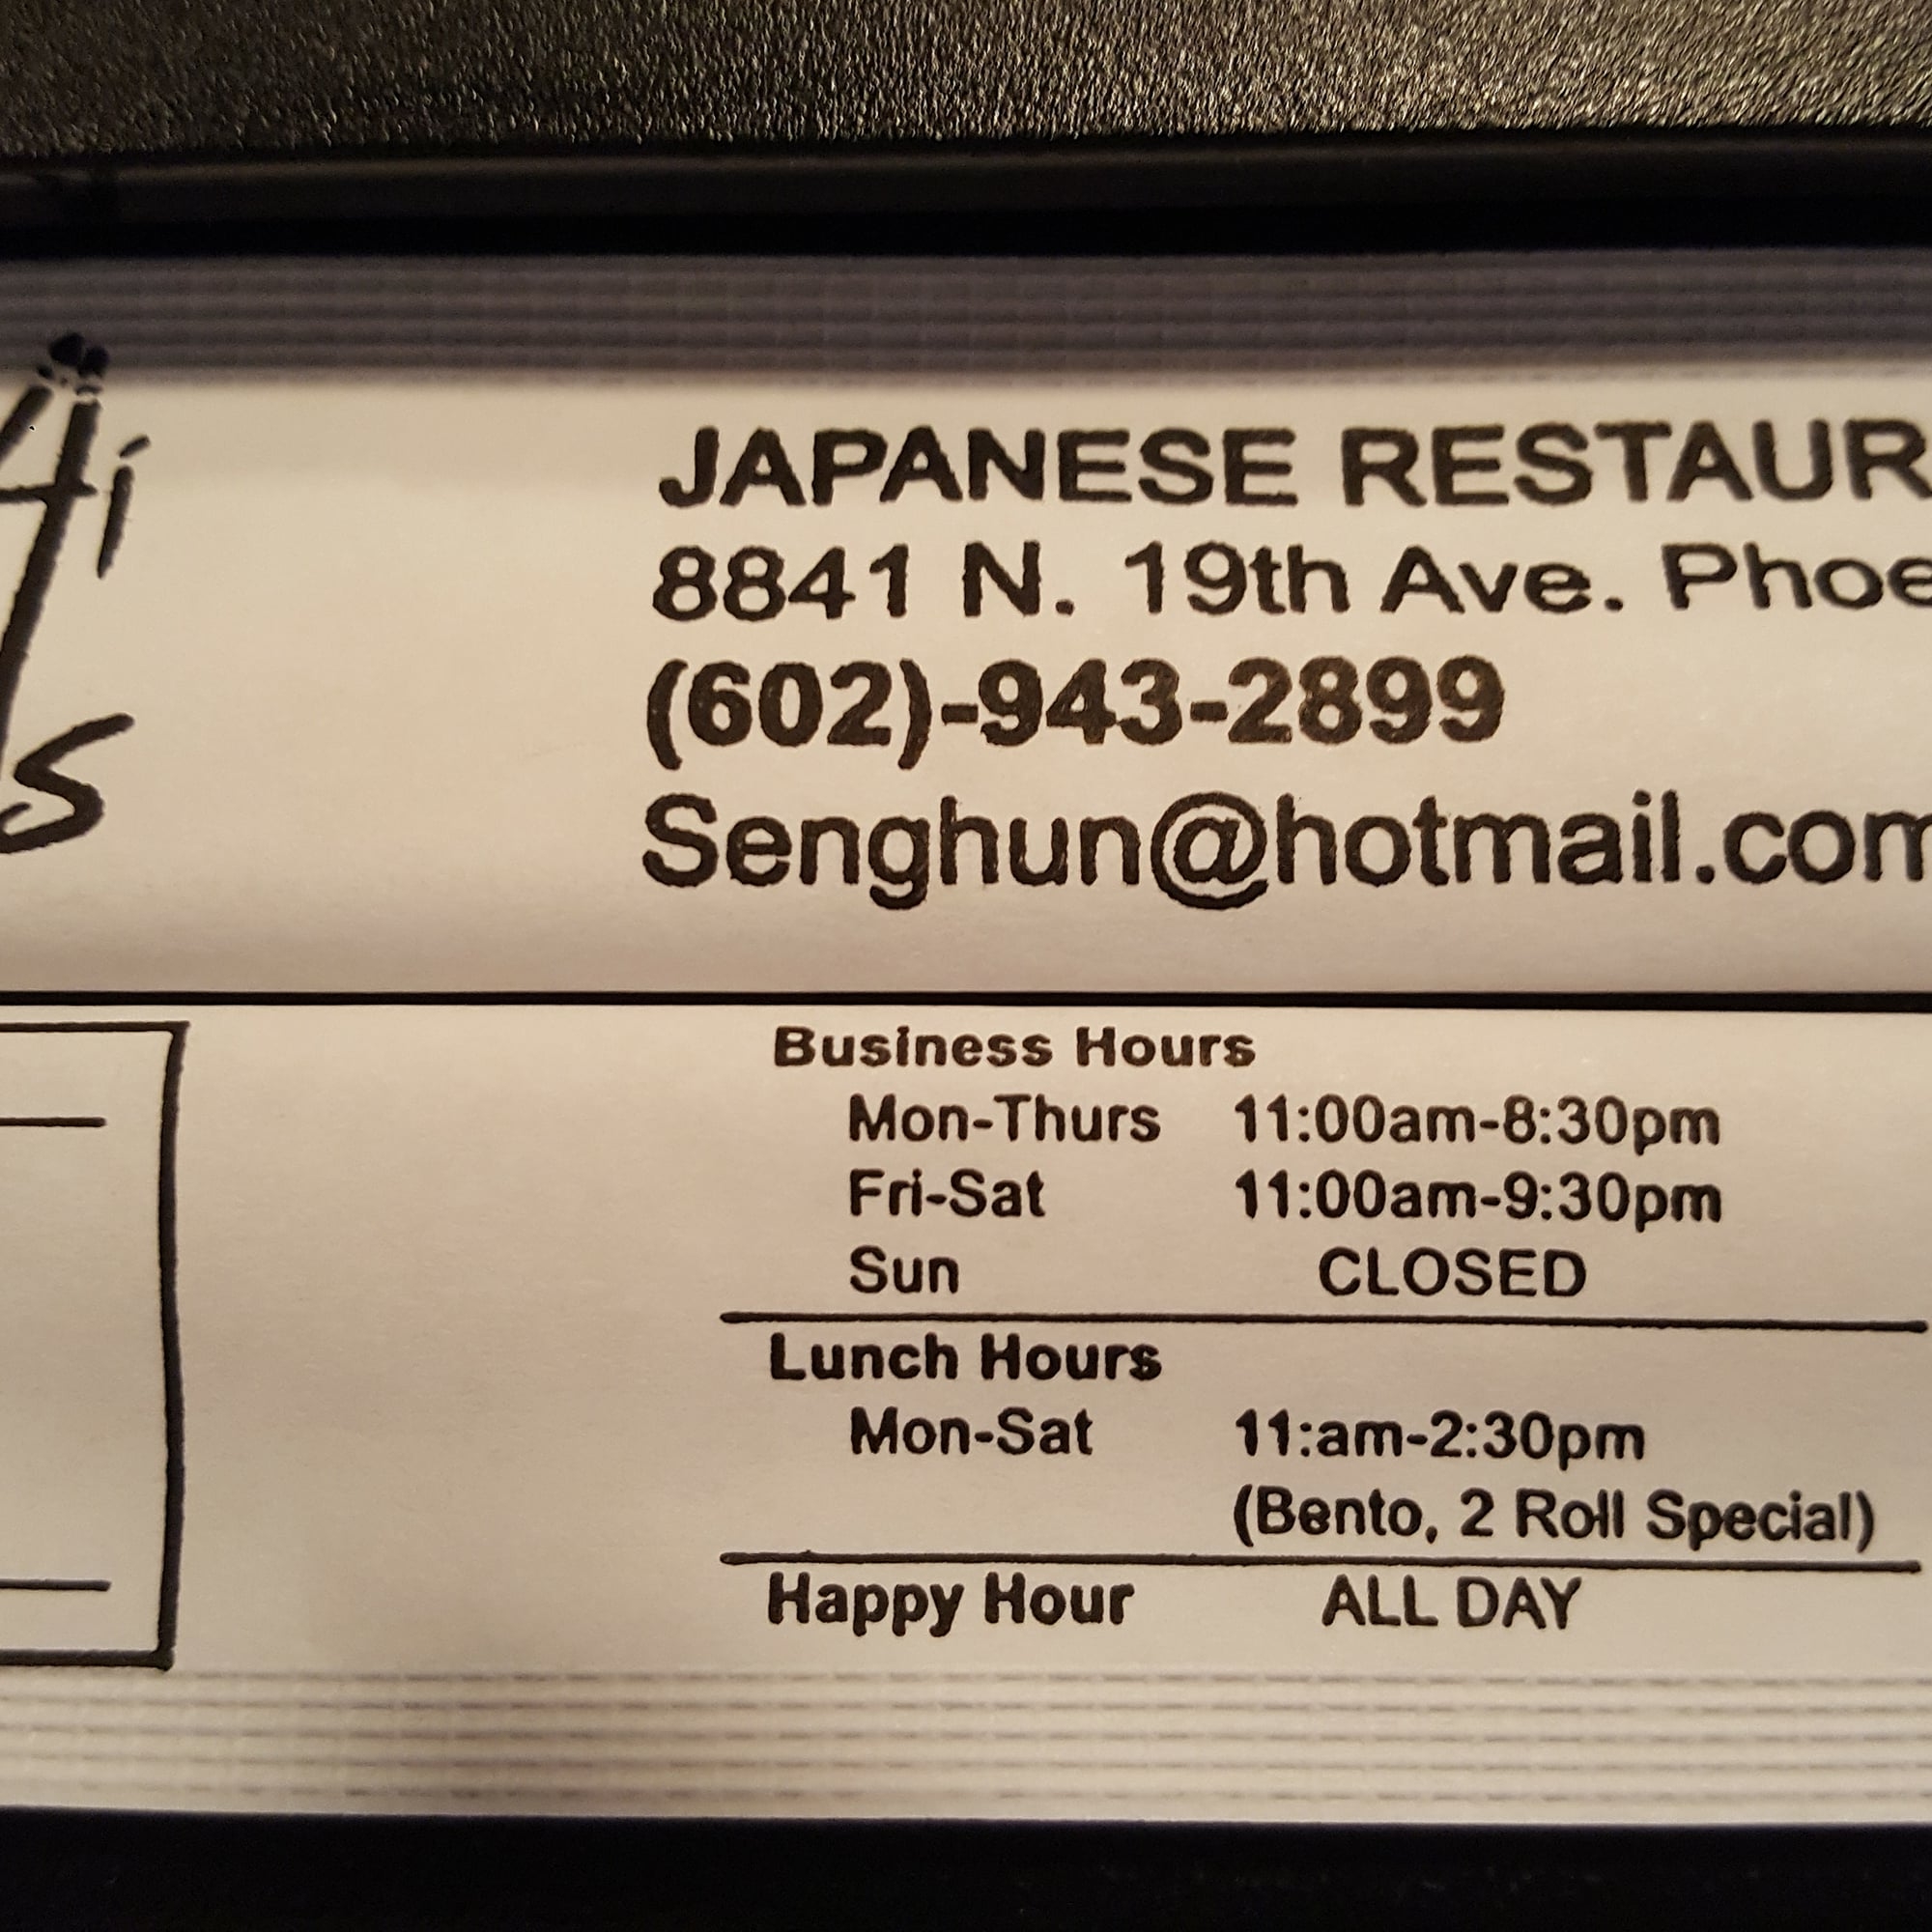 JAPANESE RESTAUR
8841 N. 19th Ave. Phoe
(602)-943-2899
Senghun@hotmail.com
Business Hours
Mon-Thurs 11:00am-8:30pm
Fri-Sat 11:00am-9:30pm
Sun CLOSED
Lunch Hours
Mon-Sat 11:am-2:30pm
(Bento, 2 Roll Special)
Happy Hour ALL DAY